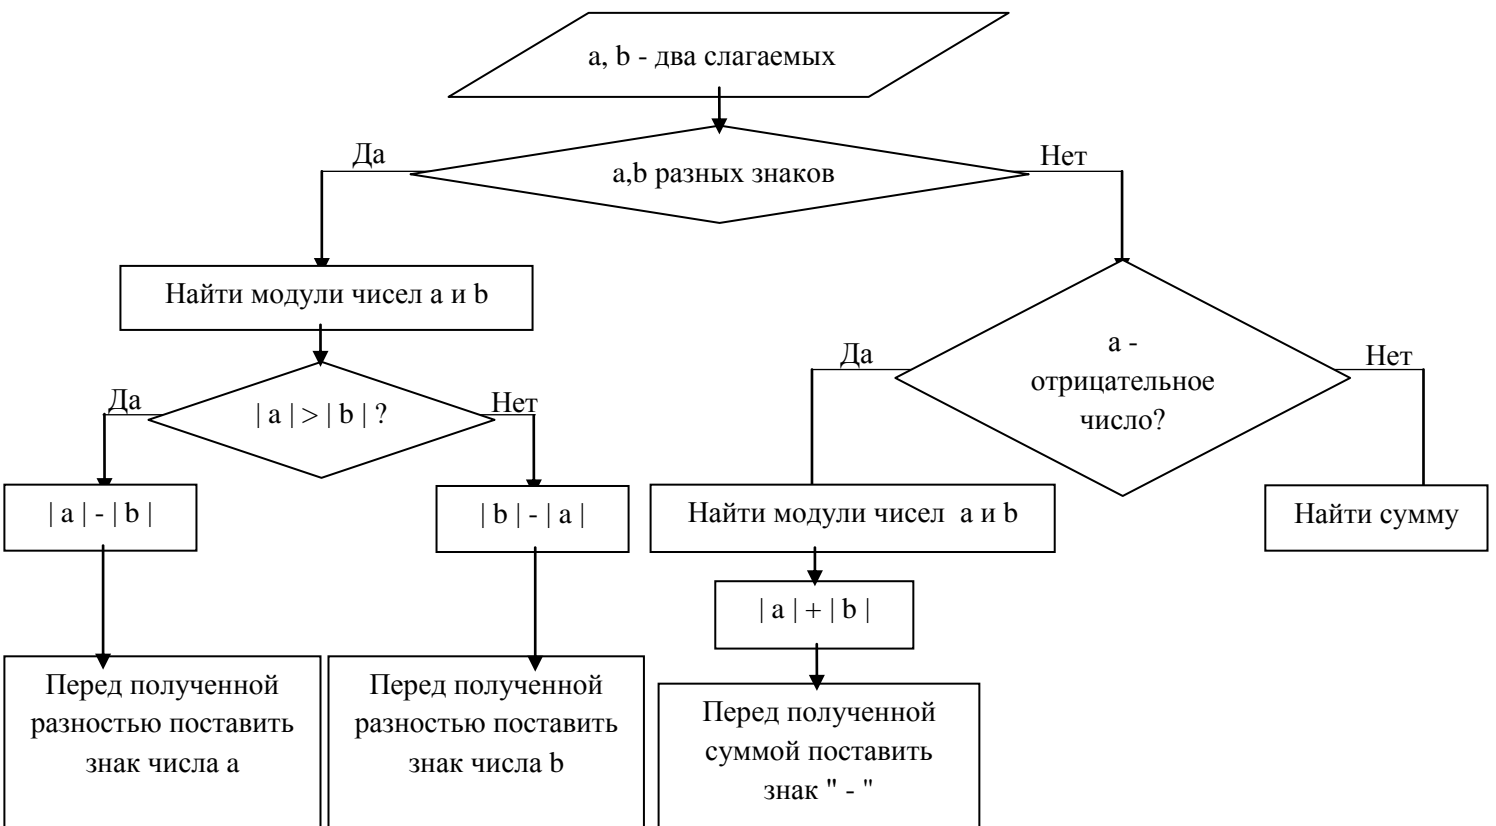 a, b - два слагаемых
Да
Нет
a,b разных знаков
Найти модули чисел a и b
Да
| a | > | b | ?
Нет
Да
a -
отрицательное
число?
Нет
| a | - | b |
| b | - | a |
Найти модули чисел  a и b
Найти сумму
| a | + | b |
Перед полученной
разностью поставить
знак числа a
Перед полученной
разностью поставить
знак числа b
Перед полученной
суммой поставить
знак " - "